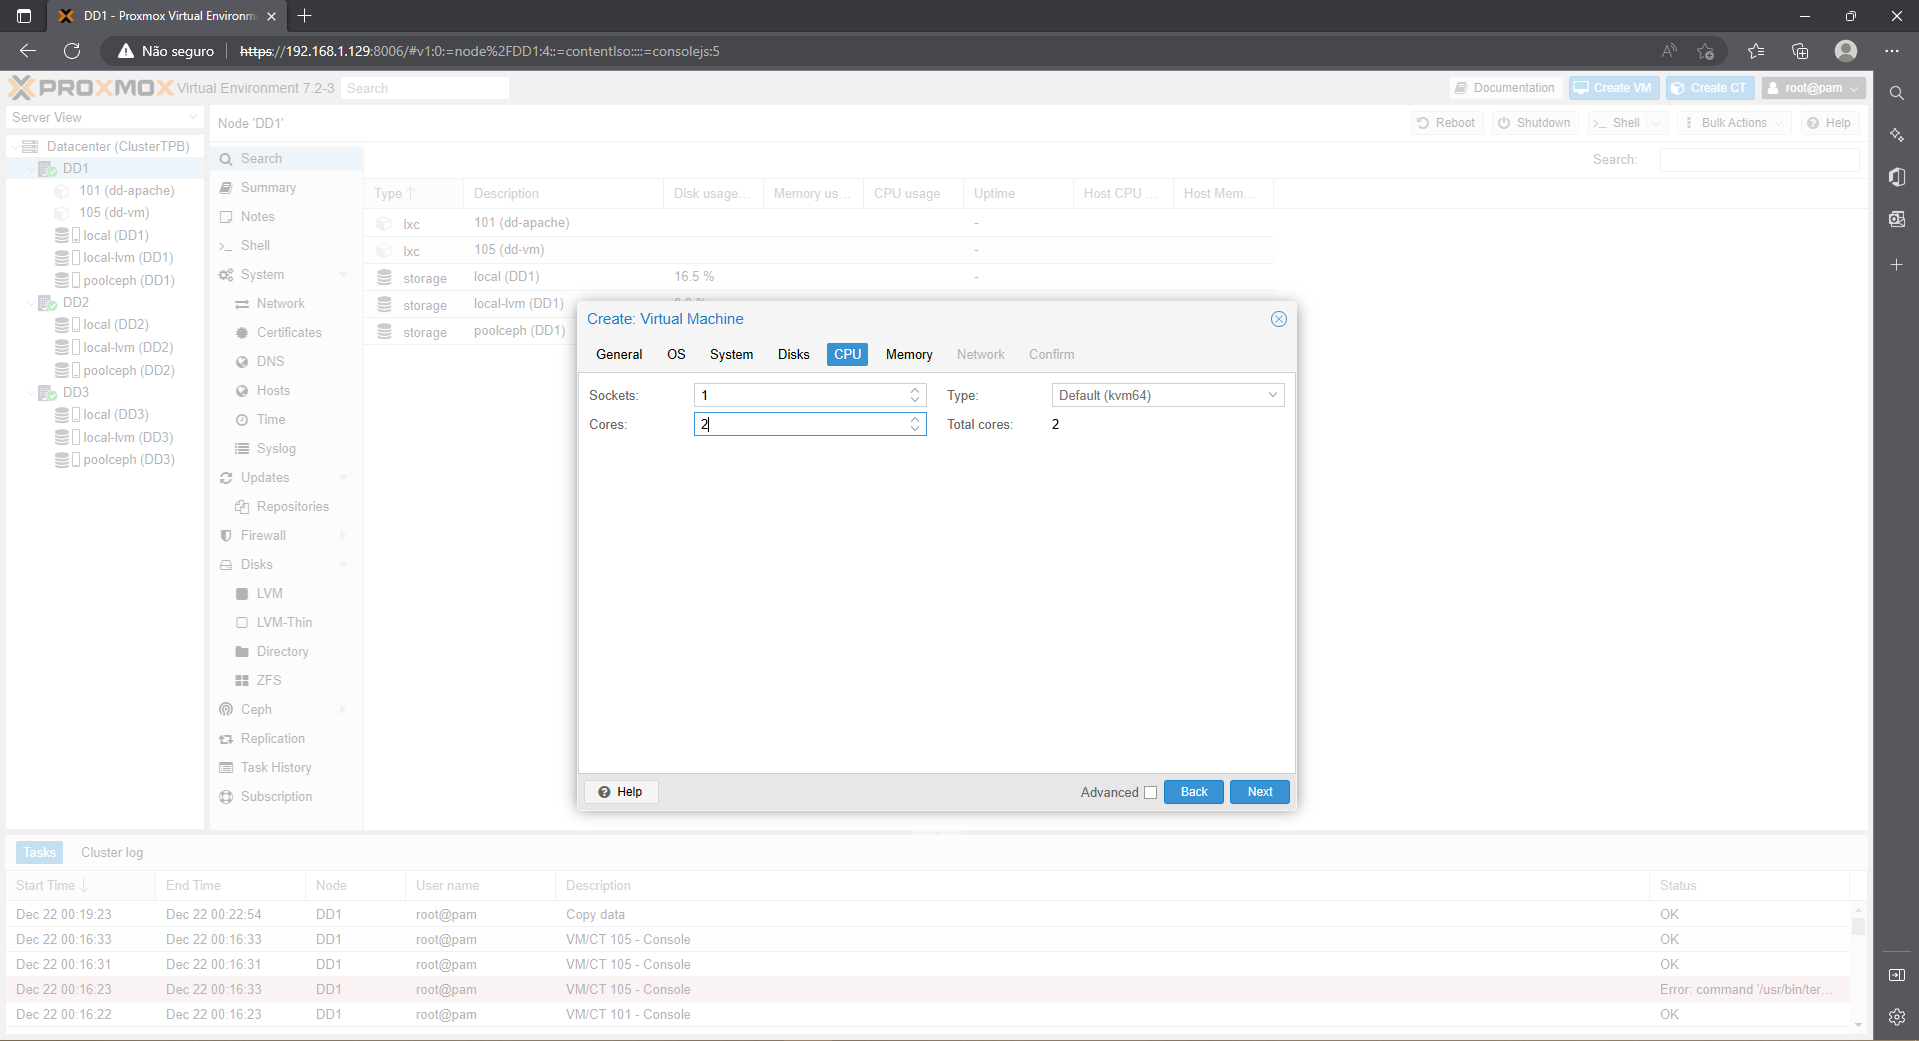 DD1 - Proxmox Virtual Environm
Não seguro https://192.168.1.129:8006/#v1:0:=node%2FDD1:4::=contentIso::::=consolejs:5
PROXMOX Virtual Environment 7.2-3 Search Documentation Create VM Create CT root@pam
Server View
Node 'DD1' Reboot Shutdown Shell Bulk Actions Help
Datacenter (ClusterTPB)
DD1
101 (dd-apache)
105 (dd-vm)
local (DD1)
local-lvm (DD1)
poolceph (DD1)
DD2
local (DD2)
local-lvm (DD2)
poolceph (DD2)
DD3
local (DD3)
local-lvm (DD3)
poolceph (DD3)
Search
Summary
Notes
Shell
System
Network
Certificates
DNS
Hosts
Time
Syslog
Updates
Repositories
Firewall
Disks
LVM
LVM-Thin
Directory
ZFS
Ceph
Replication
Task History
Subscription
Search:
Type Description Disk usage... Memory us... CPU usage Uptime Host CPU ... Host Mem...
lxc 101 (dd-apache) -
lxc 105 (dd-vm) -
storage local (DD1) 16.5 % -
storage local-lvm (DD1)
storage poolceph (DD1)
Create: Virtual Machine
General OS System Disks CPU Memory Network Confirm
Sockets: 1 Type: Default (kvm64)
Cores: 2 Total cores: 2
Help Advanced Back Next
Tasks Cluster log
Start Time End Time Node User name Description Status
Dec 22 00:19:23 Dec 22 00:22:54 DD1 root@pam Copy data OK
Dec 22 00:16:33 Dec 22 00:16:33 DD1 root@pam VM/CT 105 - Console OK
Dec 22 00:16:31 Dec 22 00:16:31 DD1 root@pam VM/CT 105 - Console OK
Dec 22 00:16:23 Dec 22 00:16:33 DD1 root@pam VM/CT 105 - Console Error: command '/usr/bin/ter...
Dec 22 00:16:22 Dec 22 00:16:23 DD1 root@pam VM/CT 101 - Console OK